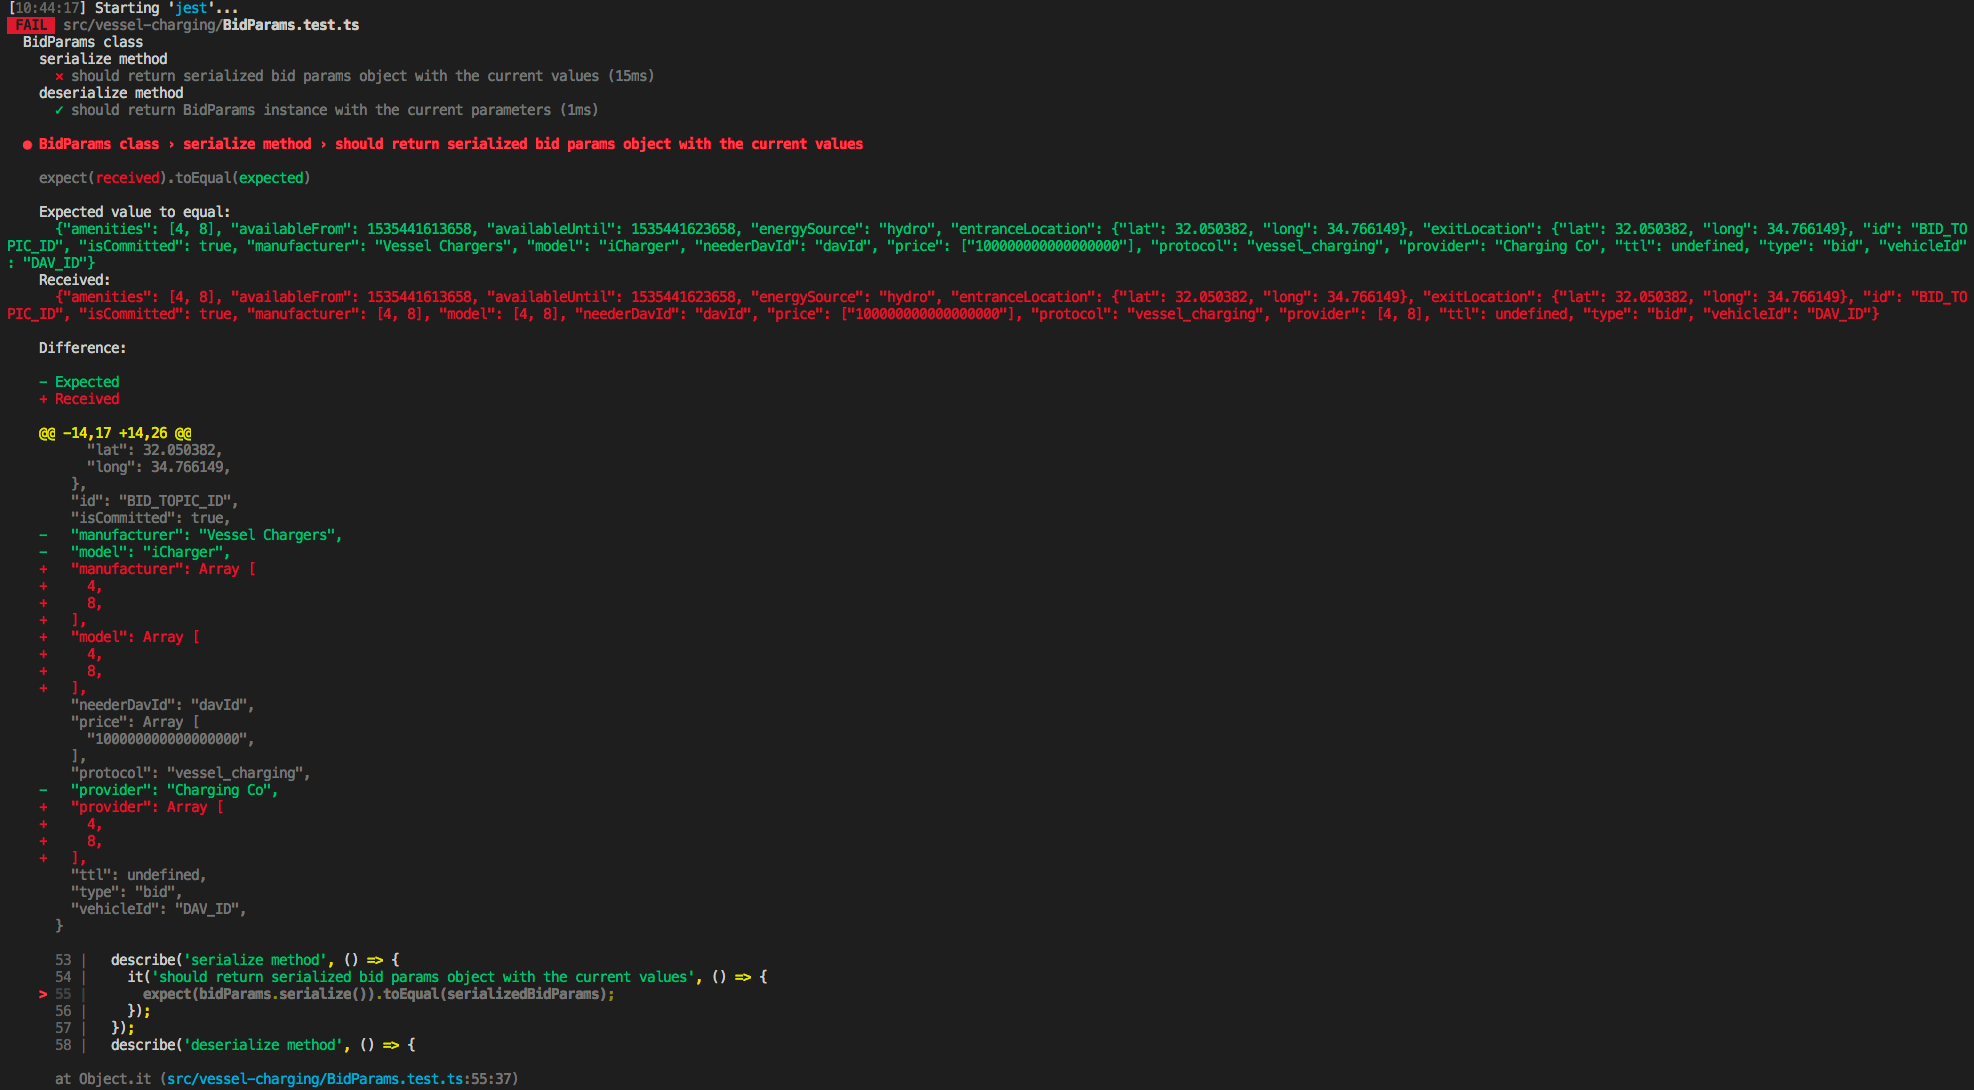 [10:44:17] Starting 'jest'...
FAIL src/vessel-charging/BidParams.test.ts
BidParams class
serialize method
✕ should return serialized bid params object with the current values (15ms)
deserialize method
✓ should return BidParams instance with the current parameters (1ms)
● BidParams class › serialize method › should return serialized bid params object with the current values
expect(received).toEqual(expected)
Expected value to equal:
{"amenities": [4, 8], "availableFrom": 1535441613658, "availableUntil": 1535441623658, "energySource": "hydro", "entranceLocation": {"lat": 32.050382, "long": 34.766149}, "exitLocation": {"lat": 32.050382, "long": 34.766149}, "id": "BID_TO
PIC_ID", "isCommitted": true, "manufacturer": "Vessel Chargers", "model": "iCharger", "neederDavId": "davId", "price": ["100000000000000000"], "protocol": "vessel_charging", "provider": "Charging Co", "ttl": undefined, "type": "bid", "vehicleId"
: "DAV_ID"}
Received:
{"amenities": [4, 8], "availableFrom": 1535441613658, "availableUntil": 1535441623658, "energySource": "hydro", "entranceLocation": {"lat": 32.050382, "long": 34.766149}, "exitLocation": {"lat": 32.050382, "long": 34.766149}, "id": "BID_TO
PIC_ID", "isCommitted": true, "manufacturer": [4, 8], "model": [4, 8], "neederDavId": "davId", "price": ["100000000000000000"], "protocol": "vessel_charging", "provider": [4, 8], "ttl": undefined, "type": "bid", "vehicleId": "DAV_ID"}
Difference:
- Expected
+ Received
@@ -14,17 +14,26 @@
"lat": 32.050382,
"long": 34.766149,
},
"id": "BID_TOPIC_ID",
"isCommitted": true,
- "manufacturer": "Vessel Chargers",
- "model": "iCharger",
+ "manufacturer": Array [
+ 4,
+ 8,
+ ],
+ "model": Array [
+ 4,
+ 8,
+ ],
"neederDavId": "davId",
"price": Array [
"100000000000000000",
],
"protocol": "vessel_charging",
- "provider": "Charging Co",
+ "provider": Array [
+ 4,
+ 8,
+ ],
"ttl": undefined,
"type": "bid",
"vehicleId": "DAV_ID",
}
53 | describe('serialize method', () => {
54 | it('should return serialized bid params object with the current values', () => {
> 55 | expect(bidParams.serialize()).toEqual(serializedBidParams);
56 | });
57 | });
58 | describe('deserialize method', () => {
at Object.it (src/vessel-charging/BidParams.test.ts:55:37)